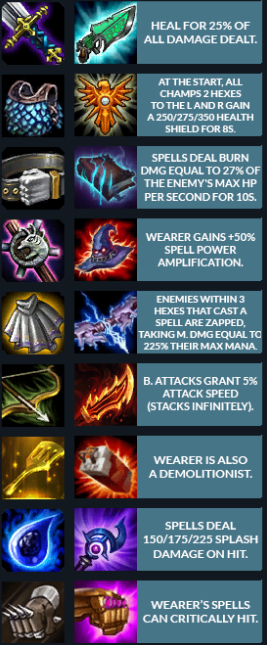 HEAL FOR 25% OF
ALL DAMAGE DEALT.
AT THE START, ALL
CHAMPS 2 HEXES
TO THE L AND R GAIN
A 250/275/350 HEALTH
SHIELD FOR 8S.
SPELLS DEAL BURN
DMG EQUAL TO 27% OF
THE ENEMY'S MAX HP
PER SECOND FOR 10S.
WEARER GAINS +50%
SPELL POWER
AMPLIFICATION.
ENEMIES WITHIN 3
HEXES THAT CAST A
SPELL ARE ZAPPED,
TAKING M. DMG EQUAL TO
225% THEIR MAX MANA.
B. ATTACKS GRANT 5%
ATTACK SPEED
(STACKS INFINITELY).
WEARER IS ALSO
A DEMOLITIONIST.
SPELLS DEAL
150/175/225 SPLASH
DAMAGE ON HIT.
WEARER'S SPELLS
CAN CRITICALLY HIT.